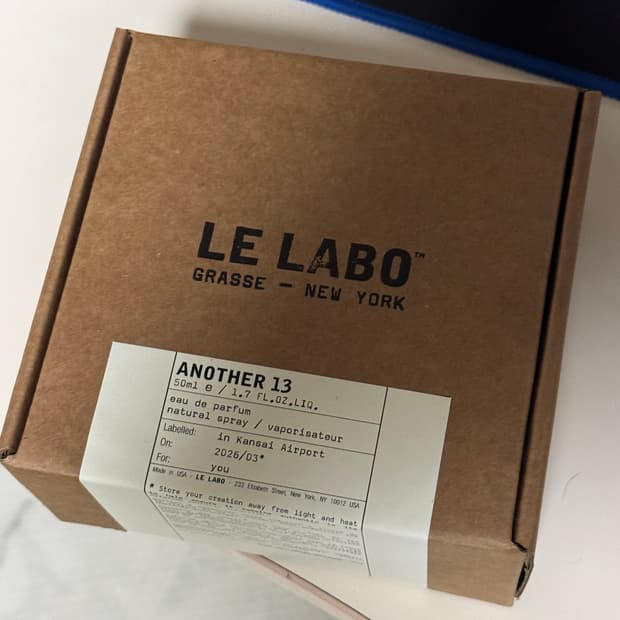 LE LABO™
GRASSE — NEW YORK
ANOTHER 13
50ml e / 1.7 FL.OZ.LIQ.
eau de parfum
natural spray / vaporisateur
Labelled: in Kansai Airport
On: 2026/03*
For: you
Made in USA - LE LABO - 233 Elizabeth Street, New York, NY 10012 USA
* Store your creation away from light and heat